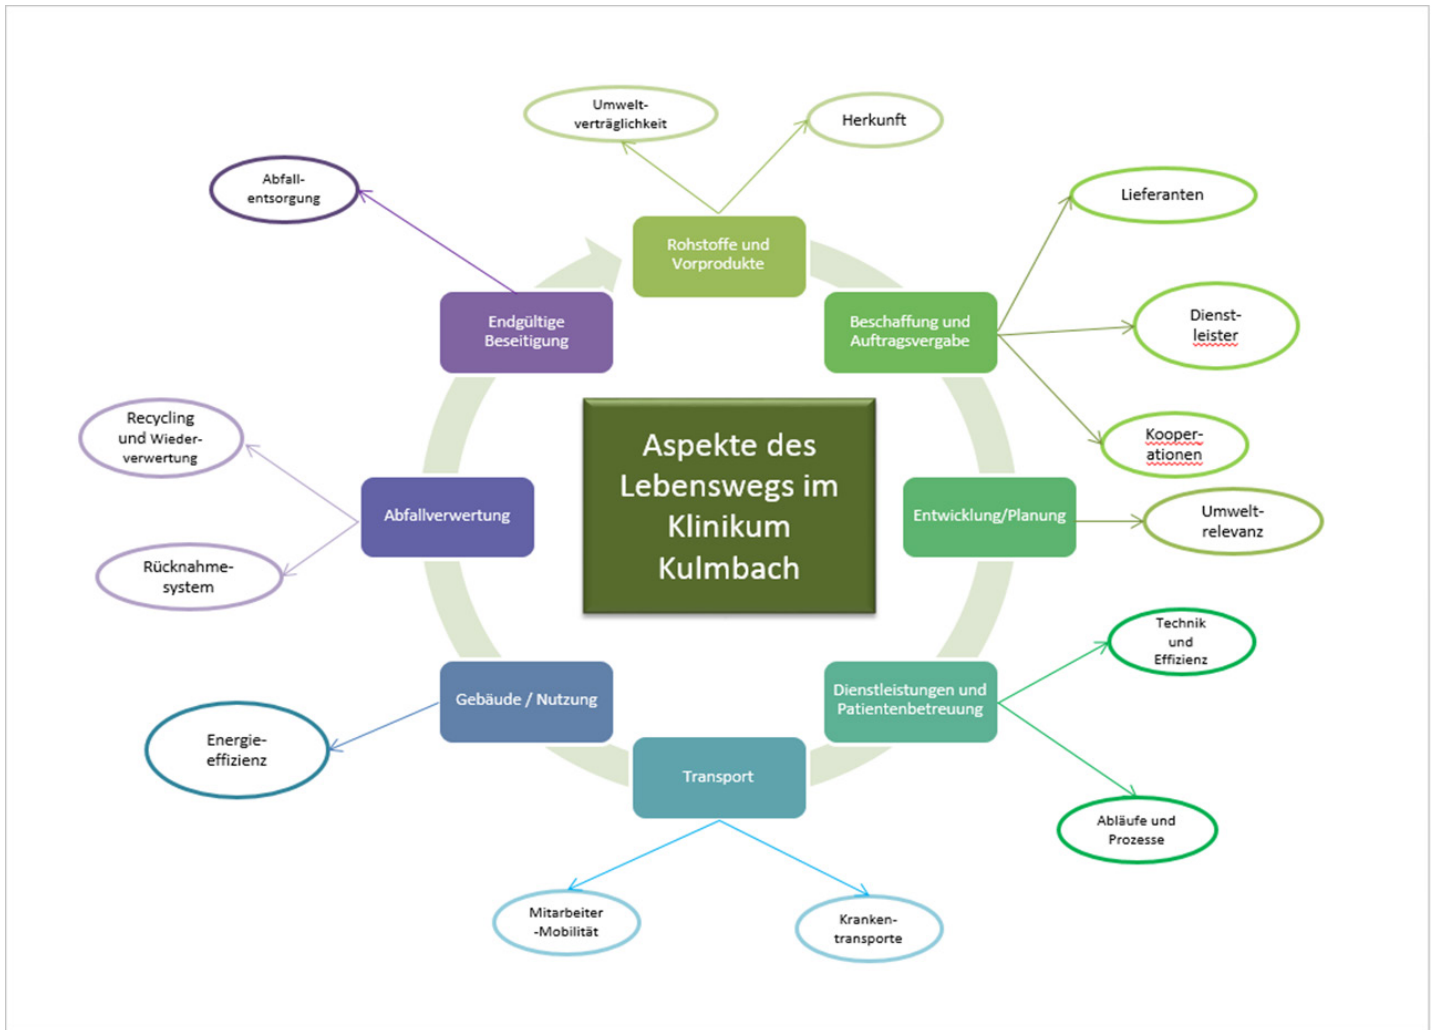 Umwelt-
verträglichkeit
Herkunft
Abfall-
entsorgung
Lieferanten
Rohstoffe und
Vorprodukte
Endgültige
Beseitigung
Beschaffung und
Auftragsvergabe
Dienst-
leister
Recycling
und Wieder-
verwertung
Kooper-
ationen
Aspekte des
Lebenswegs im
Klinikum
Kulmbach
Abfallverwertung
Entwicklung/Planung
Umwelt-
relevanz
Rücknahme-
system
Technik
und
Effizienz
Gebäude / Nutzung
Dienstleistungen und
Patientenbetreuung
Energie-
effizienz
Transport
Abläufe und
Prozesse
Mitarbeiter
-Mobilität
Kranken-
transporte